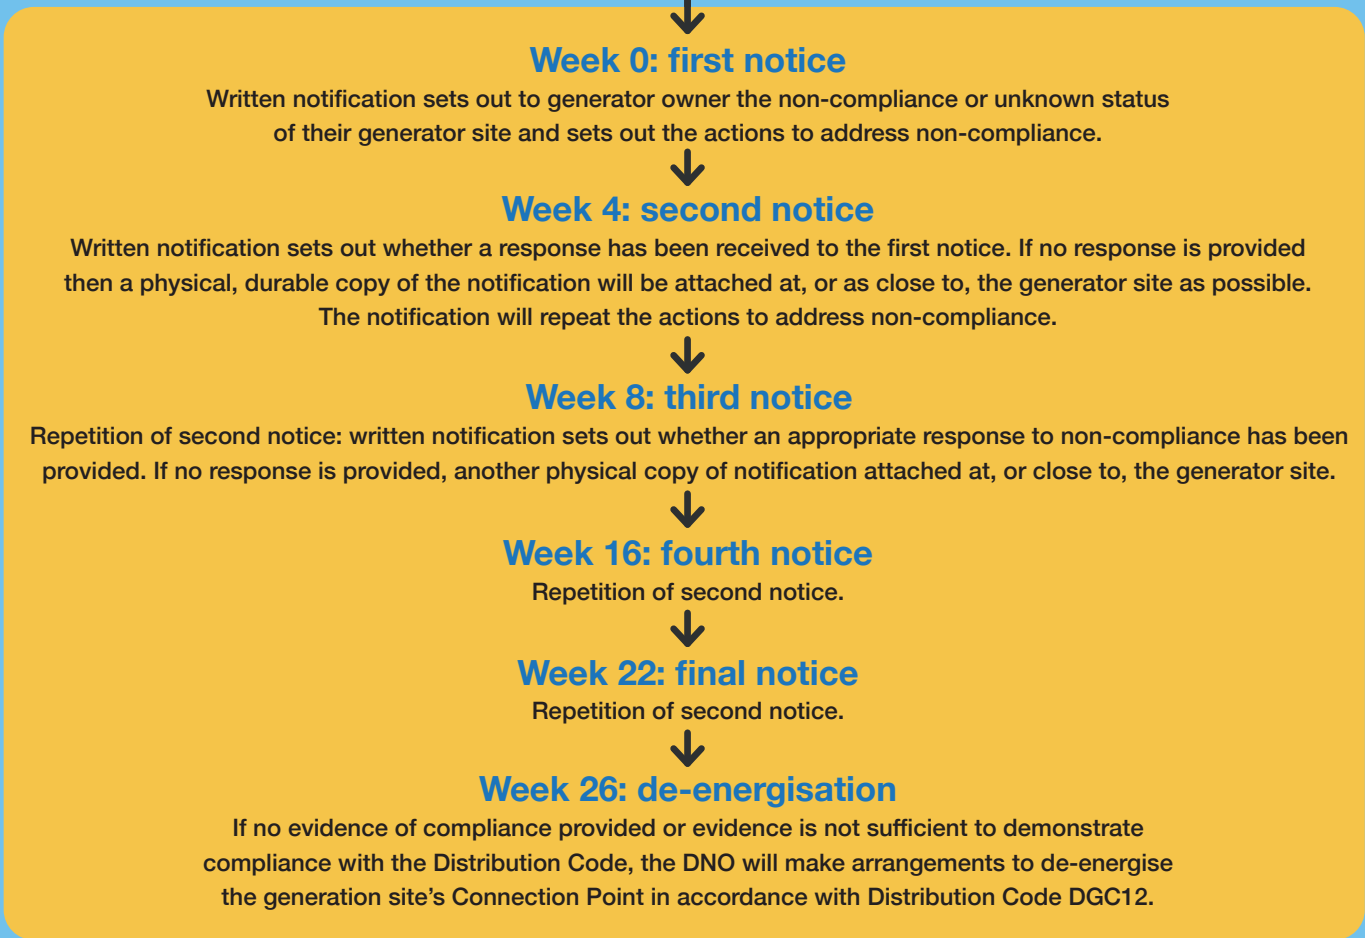 Week 0: first notice
Written notification sets out to generator owner the non-compliance or unknown status
of their generator site and sets out the actions to address non-compliance.
Week 4: second notice
Written notification sets out whether a response has been received to the first notice. If no response is provided
then a physical, durable copy of the notification will be attached at, or as close to, the generator site as possible.
The notification will repeat the actions to address non-compliance.
Week 8: third notice
Repetition of second notice: written notification sets out whether an appropriate response to non-compliance has been
provided. If no response is provided, another physical copy of notification attached at, or close to, the generator site.
Week 16: fourth notice
Repetition of second notice.
Week 22: final notice
Repetition of second notice.
Week 26: de-energisation
If no evidence of compliance provided or evidence is not sufficient to demonstrate
compliance with the Distribution Code, the DNO will make arrangements to de-energise
the generation site's Connection Point in accordance with Distribution Code DGC12.